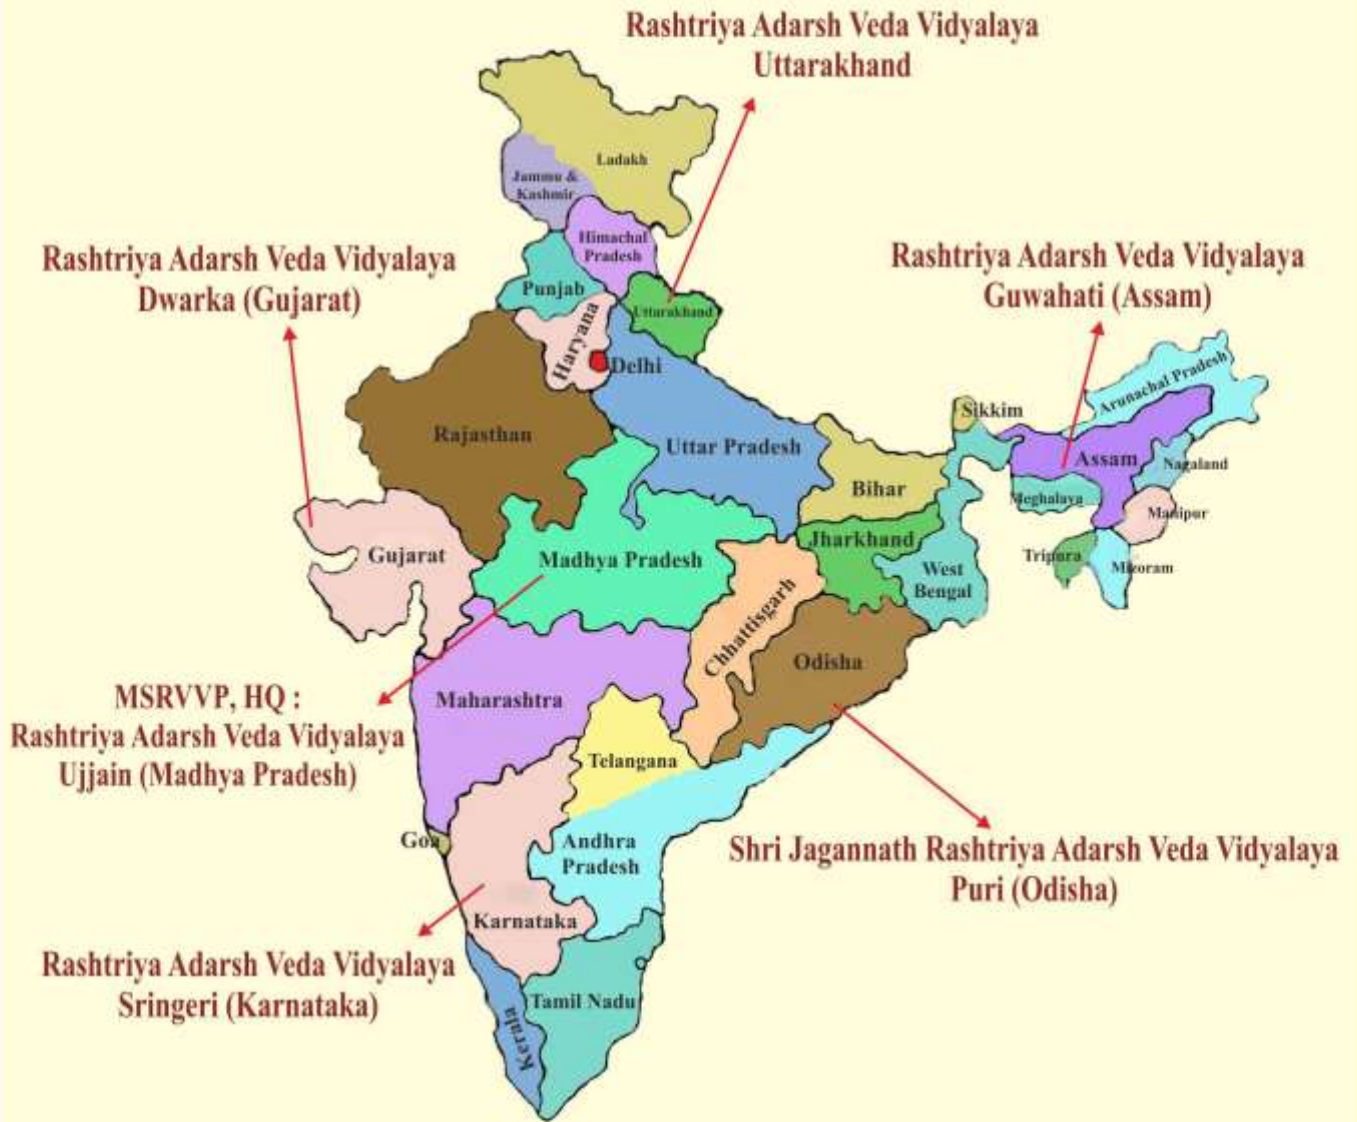 Rashtriya Adarsh Veda Vidyalaya
Uttarakhand
Ladakh
Jammu &
Kashmir
Himachal
Pradesh
Rashtriya Adarsh Veda Vidyalaya
Dwarka (Gujarat)
Rashtriya Adarsh Veda Vidyalaya
Guwahati (Assam)
Punjab
Uttarakhand
Haryana
Delhi
Arunachal Pradesh
Sikkim
Rajasthan
Uttar Pradesh
Assam
Nagaland
Bihar
Meghalaya
Manipur
Jharkhand
Gujarat
Madhya Pradesh
Tripura
Mizoram
West
Bengal
Chhattisgarh
Odisha
MSRVVP, HQ :
Rashtriya Adarsh Veda Vidyalaya
Ujjain (Madhya Pradesh)
Maharashtra
Telangana
Goa
Andhra
Pradesh
Shri Jagannath Rashtriya Adarsh Veda Vidyalaya
Puri (Odisha)
Karnataka
Rashtriya Adarsh Veda Vidyalaya
Sringeri (Karnataka)
Tamil Nadu
Kerala